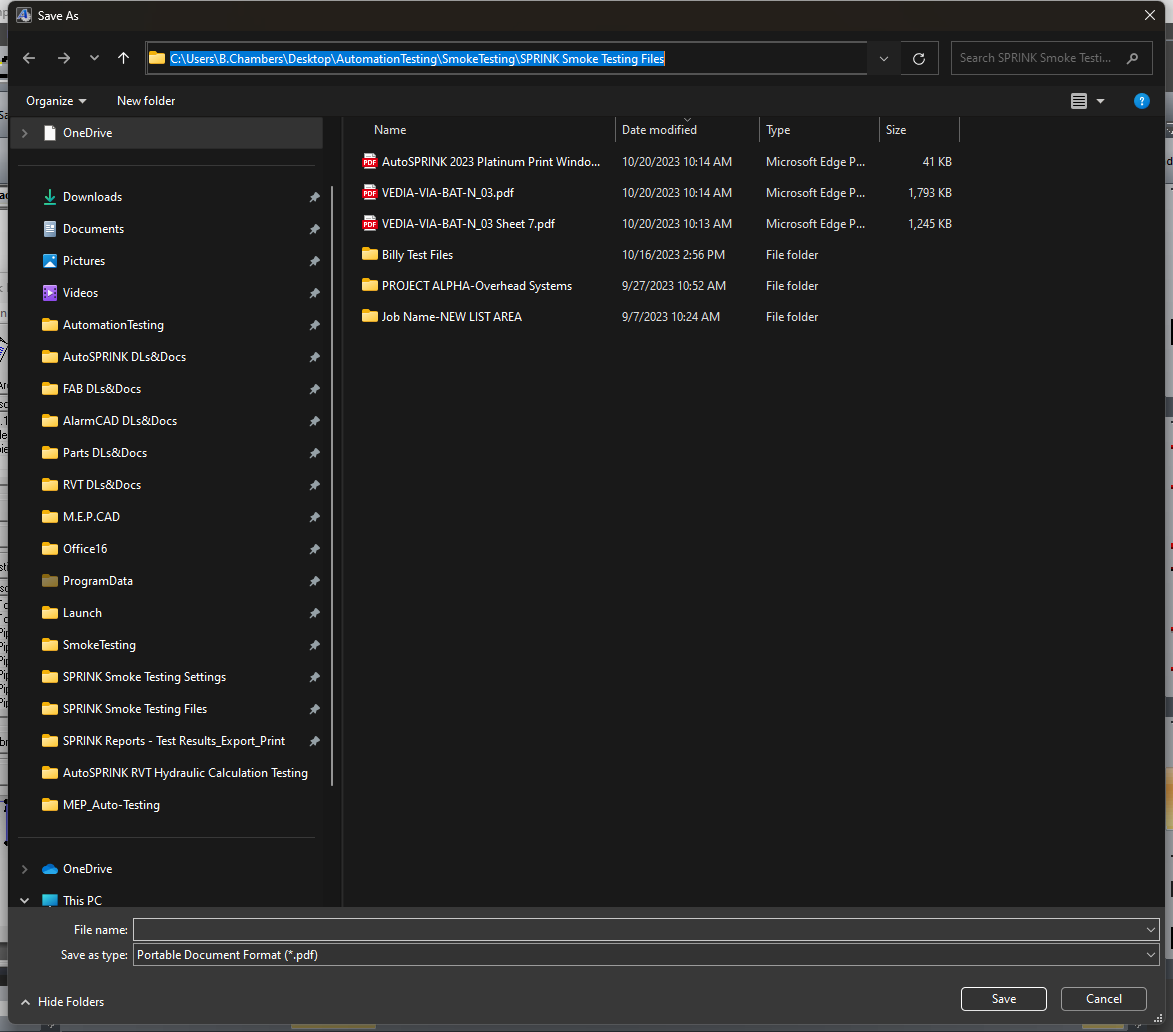 Save As
C:\Users\B.Chambers\Desktop\AutomationTesting\SmokeTesting\SPRINK Smoke Testing Files
Search SPRINK Smoke Testi...
Organize
New folder
?
OneDrive
Downloads
Documents
Pictures
Videos
AutomationTesting
AutoSPRINK DLs&Docs
FAB DLs&Docs
AlarmCAD DLs&Docs
Parts DLs&Docs
RVT DLs&Docs
M.E.P.CAD
Office16
ProgramData
Launch
SmokeTesting
SPRINK Smoke Testing Settings
SPRINK Smoke Testing Files
SPRINK Reports - Test Results_Export_Print
AutoSPRINK RVT Hydraulic Calculation Testing
MEP_Auto-Testing
OneDrive
This PC
Name Date modified Type Size
PDF AutoSPRINK 2023 Platinum Print Windo... 10/20/2023 10:14 AM Microsoft Edge P... 41 KB
PDF VEDIA-VIA-BAT-N_03.pdf 10/20/2023 10:14 AM Microsoft Edge P... 1,793 KB
PDF VEDIA-VIA-BAT-N_03 Sheet 7.pdf 10/20/2023 10:13 AM Microsoft Edge P... 1,245 KB
Billy Test Files 10/16/2023 2:56 PM File folder
PROJECT ALPHA-Overhead Systems 9/27/2023 10:52 AM File folder
Job Name-NEW LIST AREA 9/7/2023 10:24 AM File folder
File name:
Save as type: Portable Document Format (*.pdf)
Hide Folders
Save
Cancel